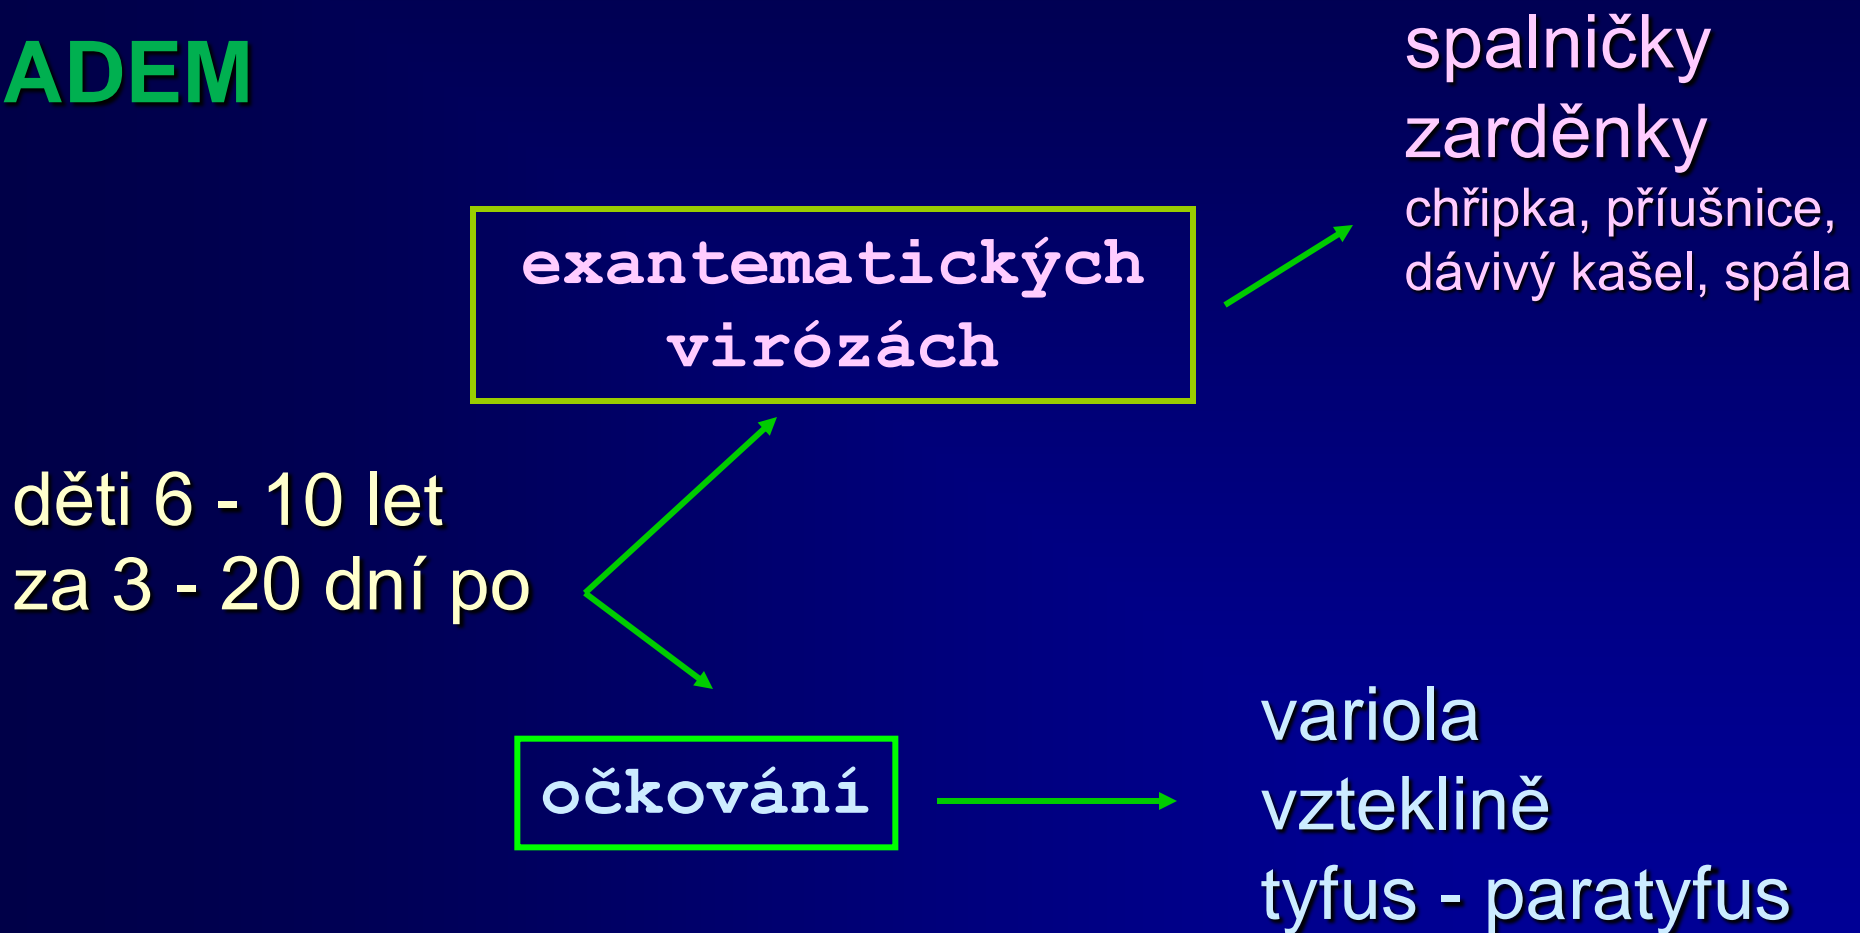 ADEM
spalničky
zarděnky
chřipka, příušnice,
dávivý kašel, spála
exantematických
virózách
děti 6 - 10 let
za 3 - 20 dní po
očkování
variola
vzteklině
tyfus - paratyfus